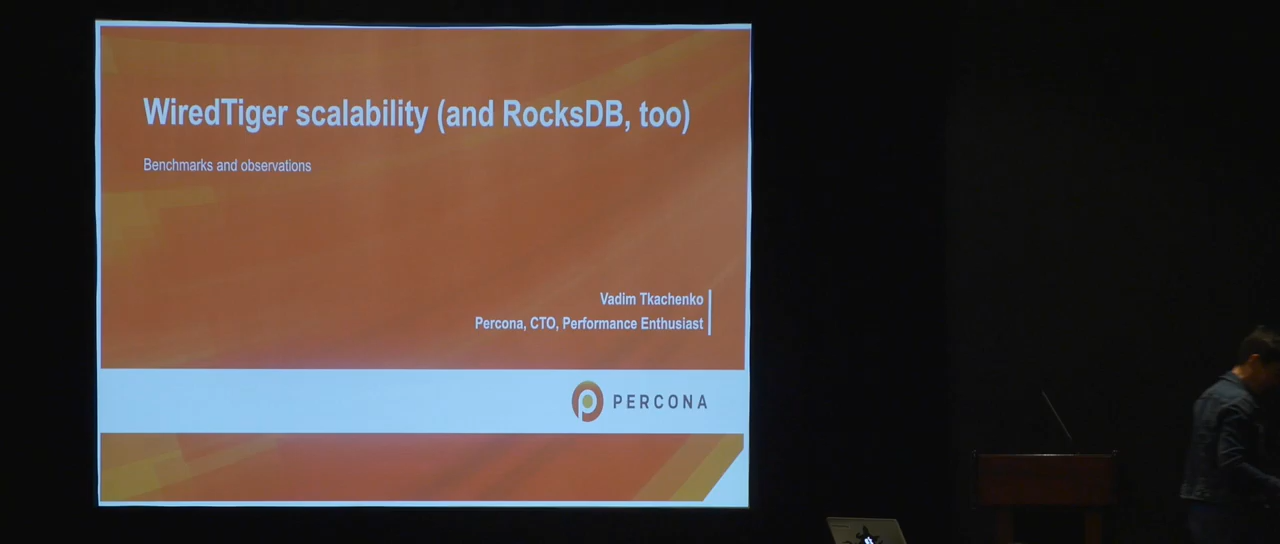 WiredTiger scalability (and RocksDB, too)
Benchmarks and observations
Vadim Tkachenko
Percona, CTO, Performance Enthusiast
PERCONA